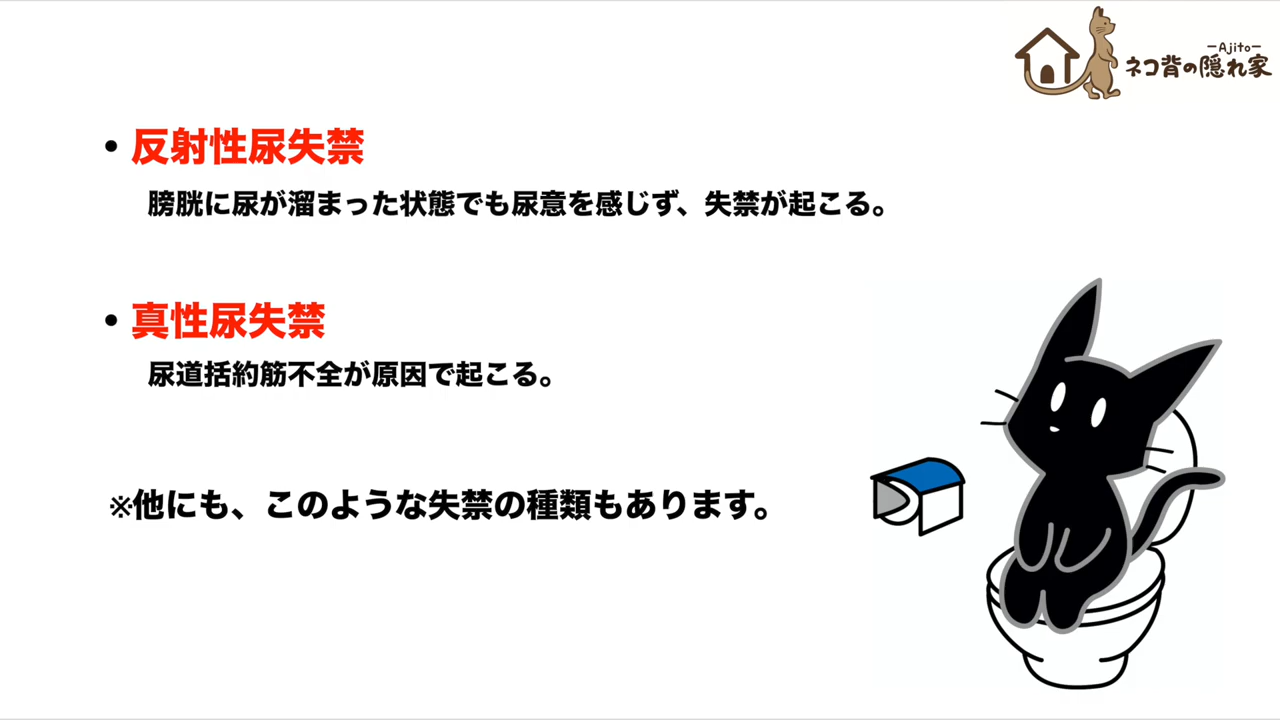 －Ajito－
ネコ背の隠れ家
・反射性尿失禁
膀胱に尿が溜まった状態でも尿意を感じず、失禁が起こる。
・真性尿失禁
尿道括約筋不全が原因で起こる。
※他にも、このような失禁の種類もあります。